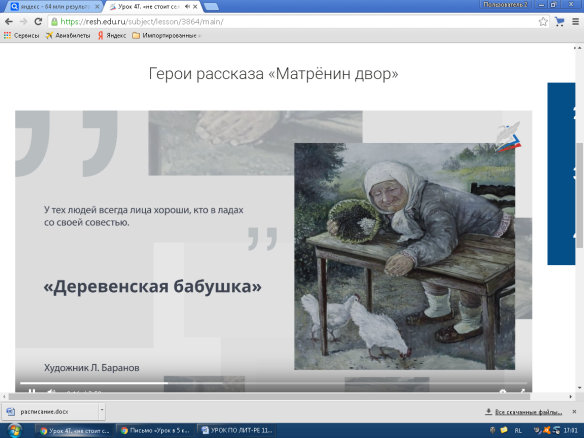 яндекс - 64 млн результ
Урок 47. «не стоит сел
Пользователь 2
https://resh.edu.ru/subject/lesson/3864/main/
Сервисы Авиабилеты Яндекс Импортированные
Герои рассказа «Матрёнин двор»
У тех людей всегда лица хороши, кто в ладах
со своей совестью.
«Деревенская бабушка»
Художник Л. Баранов
расписание.docx
Все скачанные файлы...
Урок 47. «не стоит с...
Письмо «Урок в 5 к...
УРОК ПО ЛИТ-РЕ 11...
RL
17:01